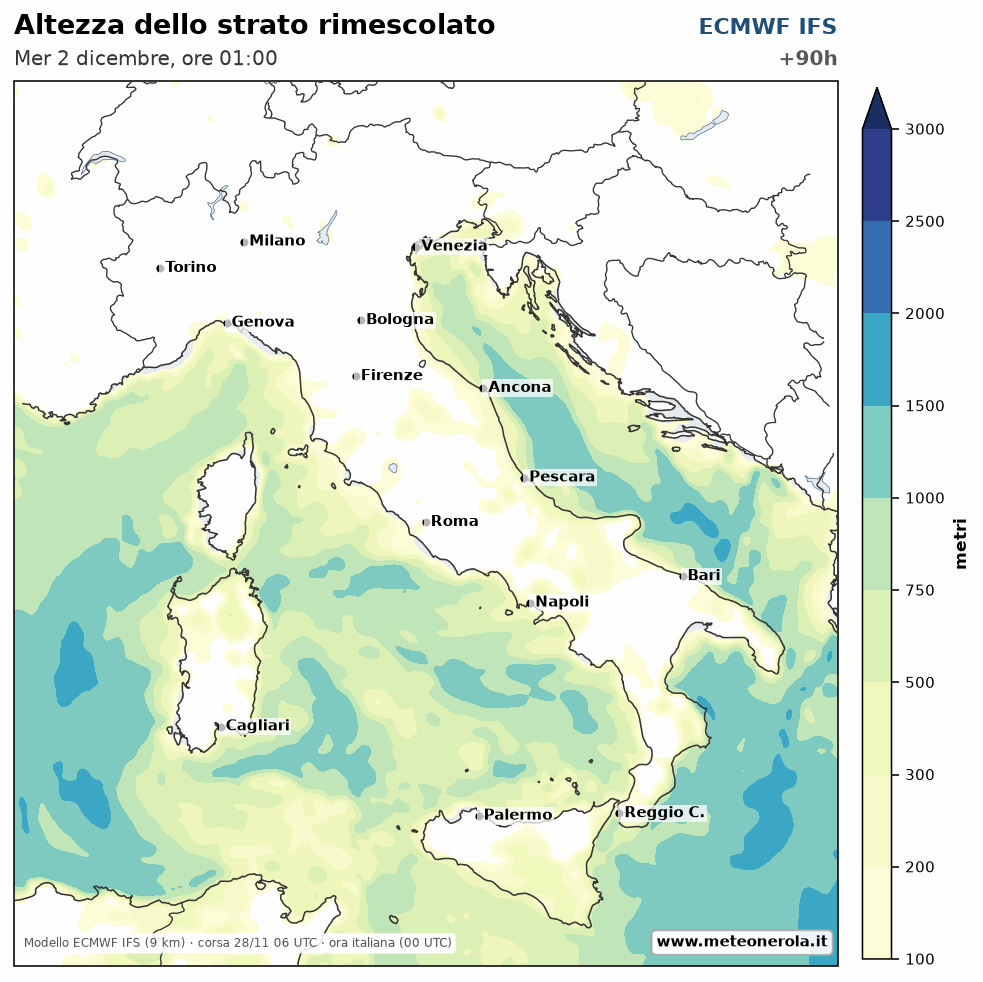 Altezza dello strato rimescolato
ECMWF IFS
Mer 2 dicembre, ore 01:00
+90h
3000
2500
2000
1500
1000
750
500
300
200
100
metri
Milano
Venezia
Torino
Genova
Bologna
Firenze
Ancona
Pescara
Roma
Bari
Napoli
Cagliari
Palermo
Reggio C.
Modello ECMWF IFS (9 km) · corsa 28/11 06 UTC · ora italiana (00 UTC)
www.meteonerola.it